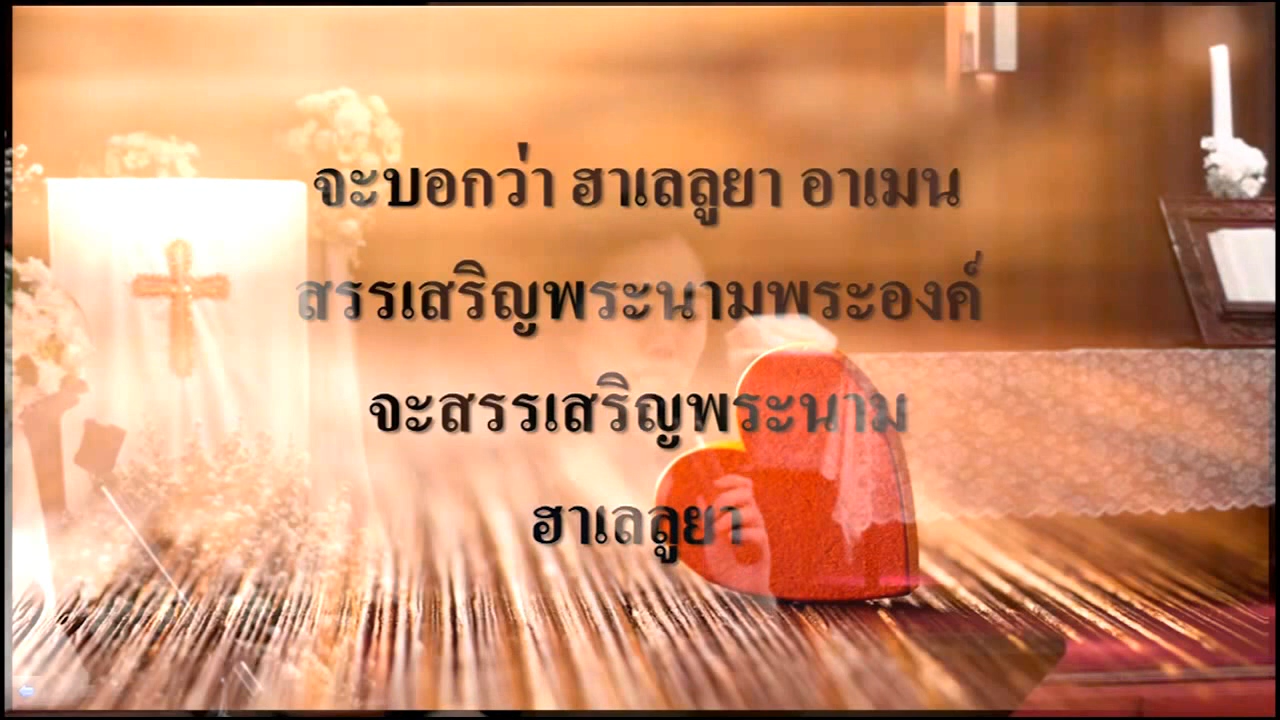 จะบอกว่า ฮาเลลูยา อาเมน
สรรเสริญพระนามพระองค์
จะสรรเสริญพระนาม
ฮาเลลูยา